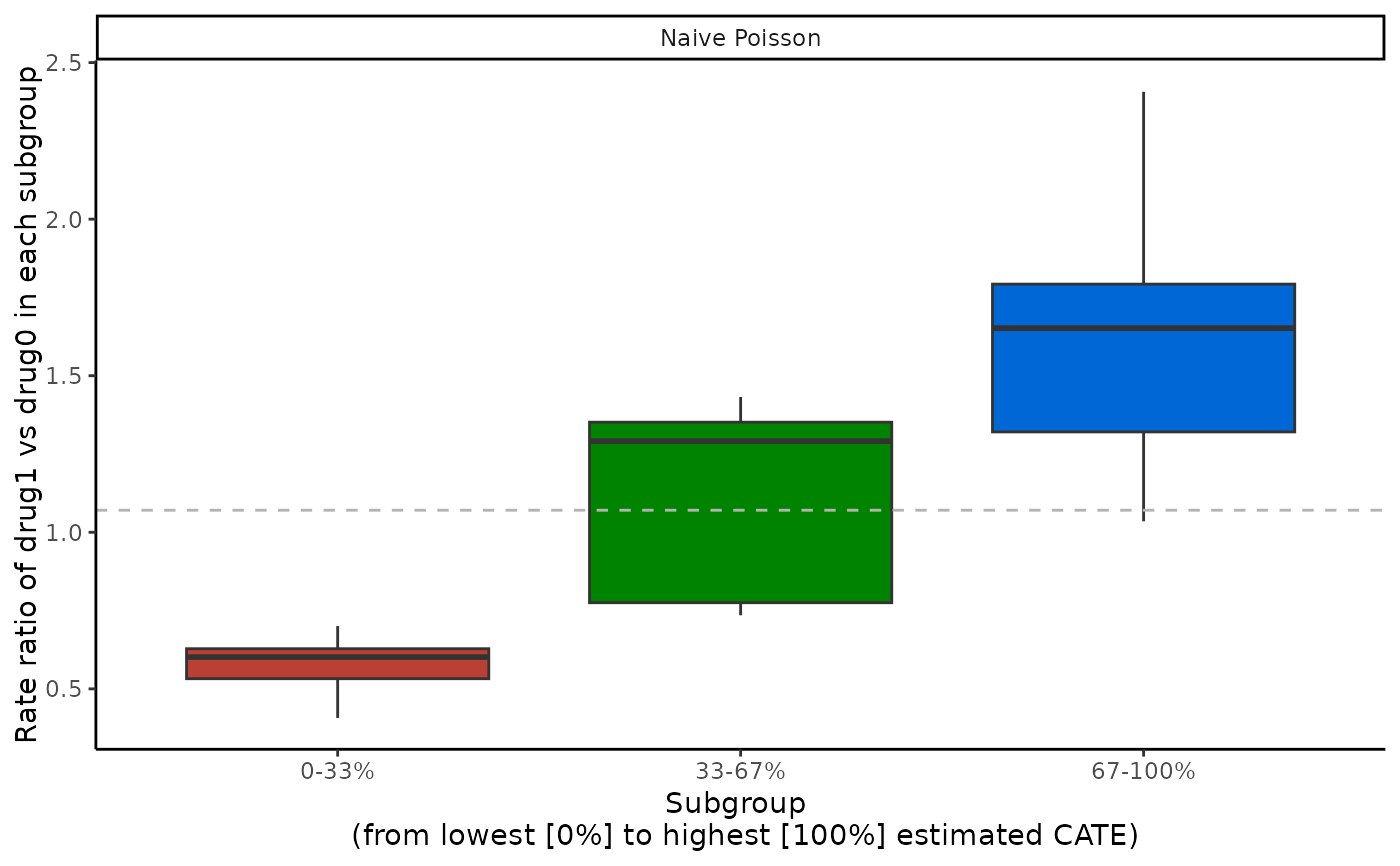 Naive Poisson
Rate ratio of drug1 vs drug0 in each subgroup
2.5
2.0
1.5
1.0
0.5
0-33%
33-67%
67-100%
Subgroup
(from lowest [0%] to highest [100%] estimated CATE)